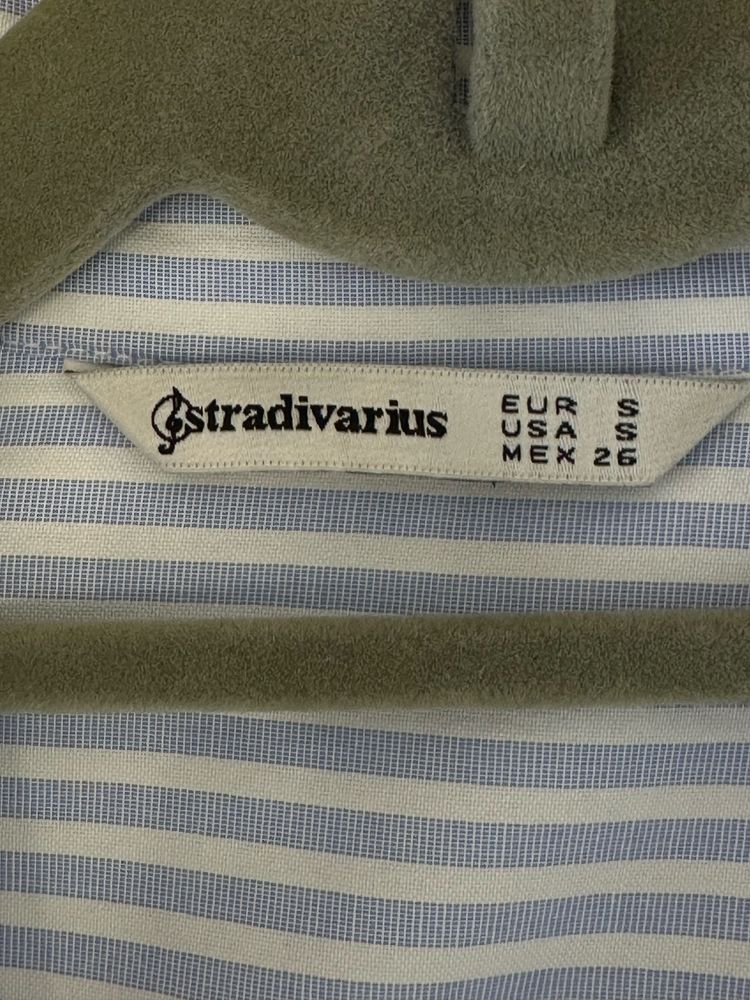 stradivarius
EUR S
USA S
MEX 26